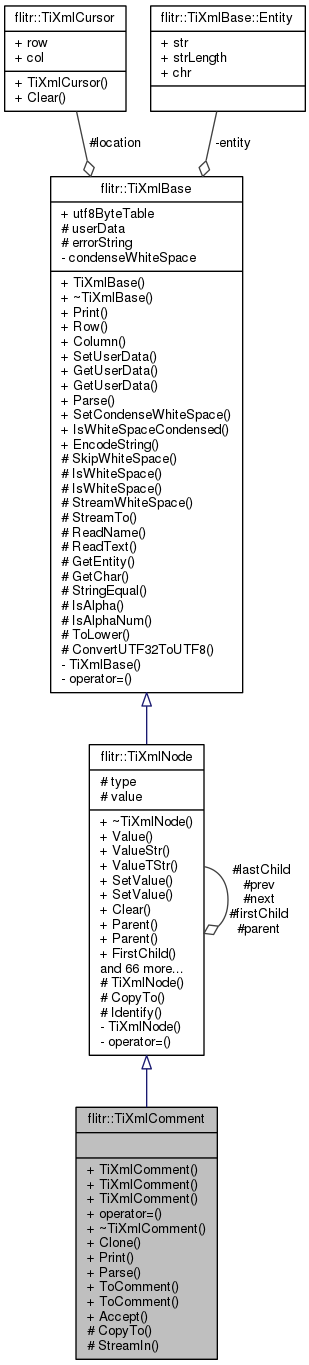 flitr::TiXmlCursor
+ row
+ col
+ TiXmlCursor()
+ Clear()
flitr::TiXmlBase::Entity
+ str
+ strLength
+ chr
#location
-entity
flitr::TiXmlBase
+ utf8ByteTable
# userData
# errorString
- condenseWhiteSpace
+ TiXmlBase()
+ ~TiXmlBase()
+ Print()
+ Row()
+ Column()
+ SetUserData()
+ GetUserData()
+ GetUserData()
+ Parse()
+ SetCondenseWhiteSpace()
+ IsWhiteSpaceCondensed()
+ EncodeString()
# SkipWhiteSpace()
# IsWhiteSpace()
# IsWhiteSpace()
# StreamWhiteSpace()
# StreamTo()
# ReadName()
# ReadText()
# GetEntity()
# GetChar()
# StringEqual()
# IsAlpha()
# IsAlphaNum()
# ToLower()
# ConvertUTF32ToUTF8()
- TiXmlBase()
- operator=()
flitr::TiXmlNode
# type
# value
+ ~TiXmlNode()
+ Value()
+ ValueStr()
+ ValueTStr()
+ SetValue()
+ SetValue()
+ Clear()
+ Parent()
+ Parent()
+ FirstChild()
and 66 more...
# TiXmlNode()
# CopyTo()
# Identify()
- TiXmlNode()
- operator=()
#lastChild
#prev
#next
#firstChild
#parent
flitr::TiXmlComment
+ TiXmlComment()
+ TiXmlComment()
+ TiXmlComment()
+ operator=()
+ ~TiXmlComment()
+ Clone()
+ Print()
+ Parse()
+ ToComment()
+ ToComment()
+ Accept()
# CopyTo()
# StreamIn()